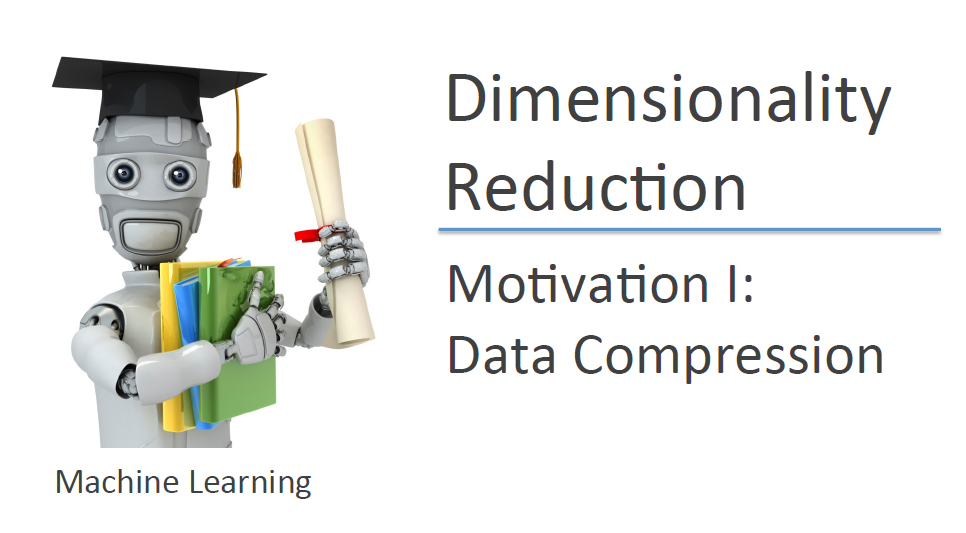 Dimensionality
Reduction
Motivation I:
Data Compression
Machine Learning